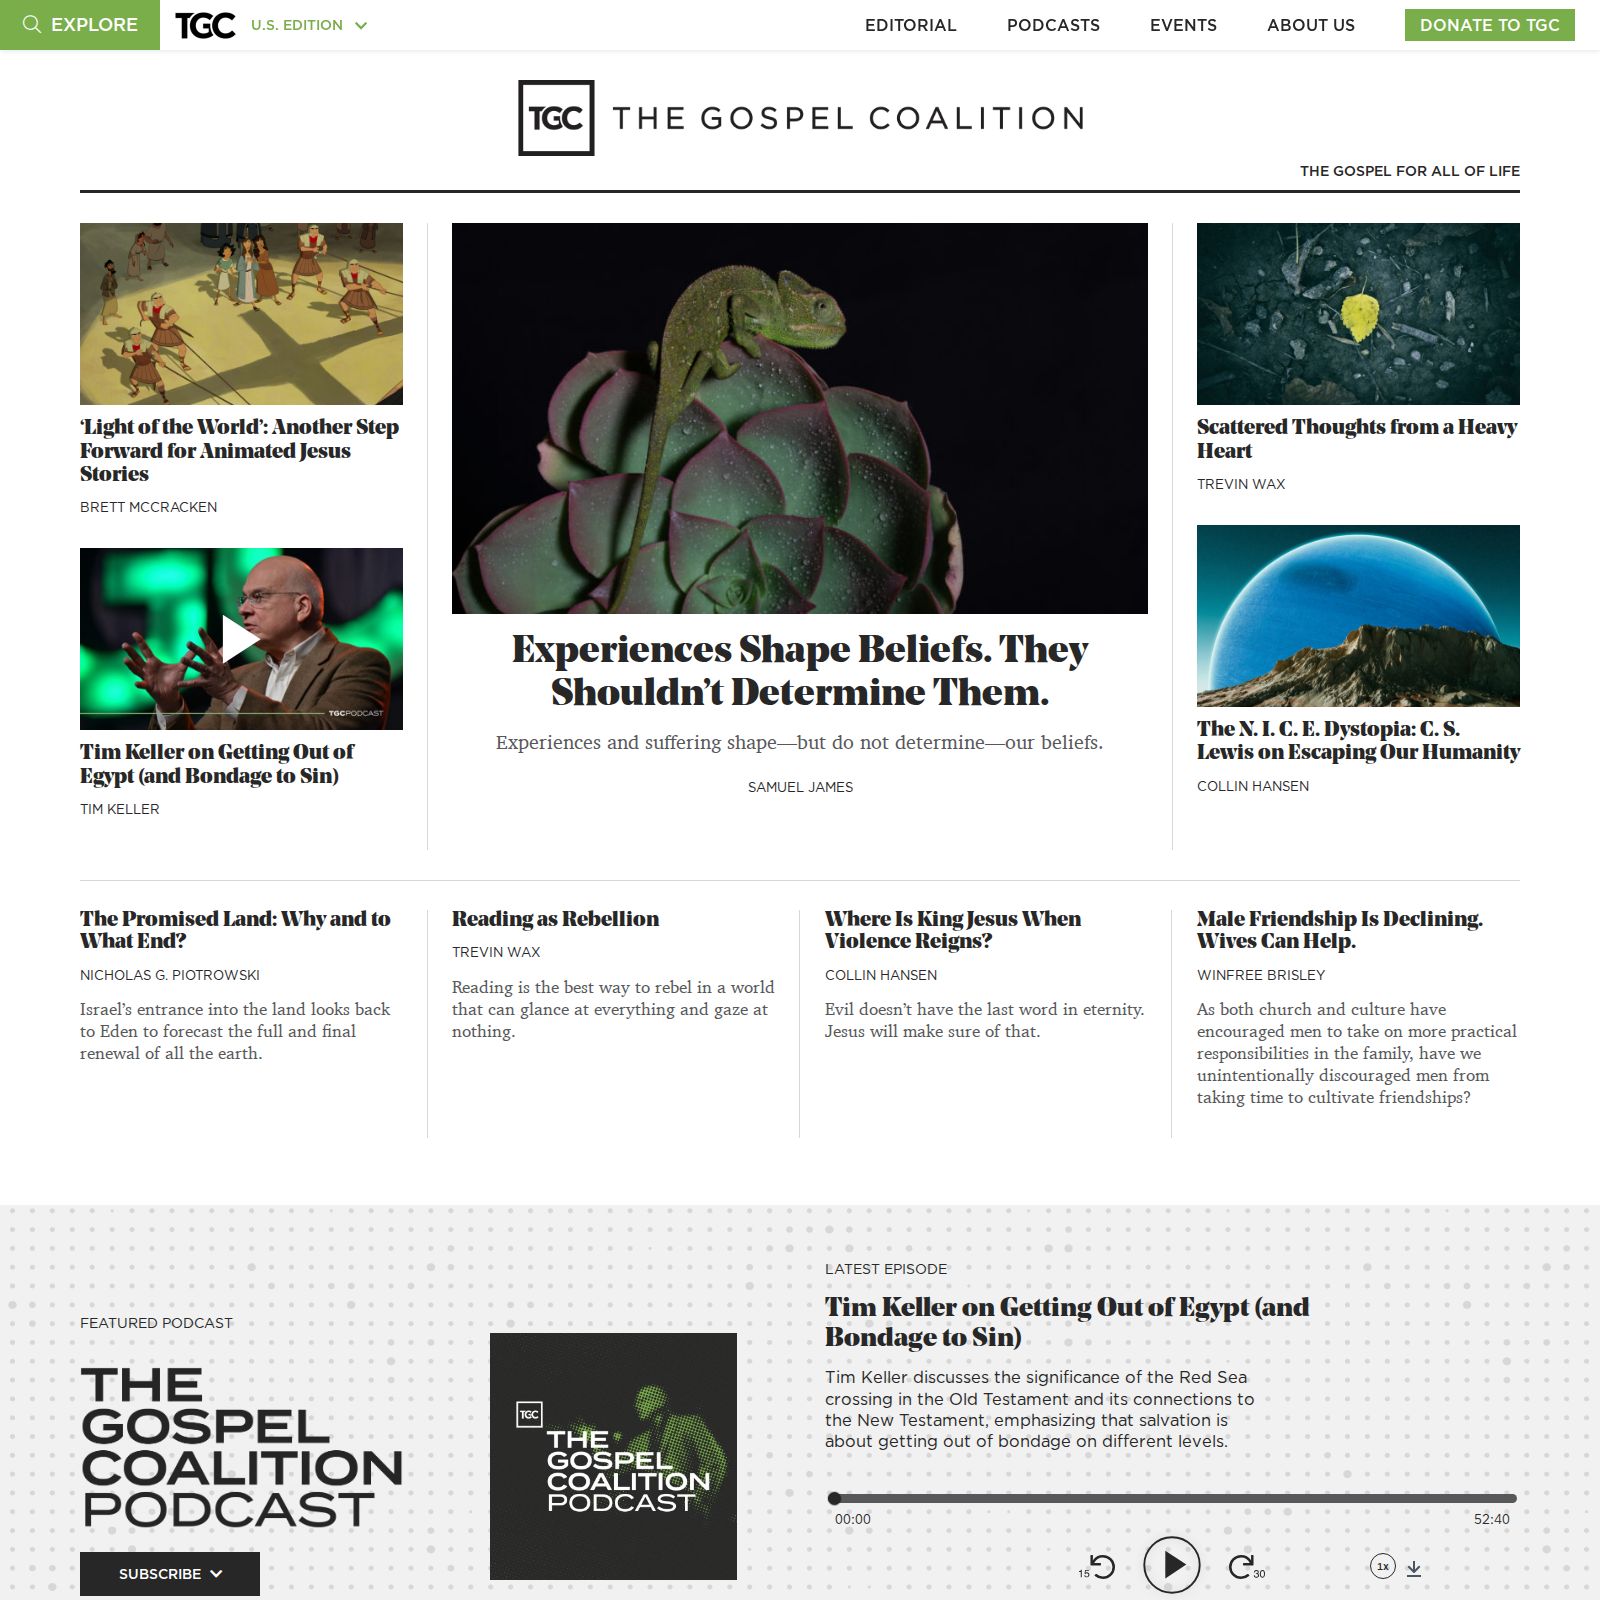 EXPLORE
TGC
U.S. EDITION
EDITORIAL
PODCASTS
EVENTS
ABOUT US
DONATE TO TGC
TGC
THE GOSPEL COALITION
THE GOSPEL FOR ALL OF LIFE
‘Light of the World’: Another Step
Forward for Animated Jesus
Stories
BRETT MCCRACKEN
TGCPODCAST
Tim Keller on Getting Out of
Egypt (and Bondage to Sin)
TIM KELLER
Experiences Shape Beliefs. They
Shouldn’t Determine Them.
Experiences and suffering shape—but do not determine—our beliefs.
SAMUEL JAMES
Scattered Thoughts from a Heavy
Heart
TREVIN WAX
The N. I. C. E. Dystopia: C. S.
Lewis on Escaping Our Humanity
COLLIN HANSEN
The Promised Land: Why and to
What End?
NICHOLAS G. PIOTROWSKI
Israel’s entrance into the land looks back
to Eden to forecast the full and final
renewal of all the earth.
Reading as Rebellion
TREVIN WAX
Reading is the best way to rebel in a world
that can glance at everything and gaze at
nothing.
Where Is King Jesus When
Violence Reigns?
COLLIN HANSEN
Evil doesn’t have the last word in eternity.
Jesus will make sure of that.
Male Friendship Is Declining.
Wives Can Help.
WINFREE BRISLEY
As both church and culture have
encouraged men to take on more practical
responsibilities in the family, have we
unintentionally discouraged men from
taking time to cultivate friendships?
FEATURED PODCAST
THE
GOSPEL
COALITION
PODCAST
SUBSCRIBE
TGC
THE
GOSPEL
COALITION
PODCAST
LATEST EPISODE
Tim Keller on Getting Out of Egypt (and
Bondage to Sin)
Tim Keller discusses the significance of the Red Sea
crossing in the Old Testament and its connections to
the New Testament, emphasizing that salvation is
about getting out of bondage on different levels.
00:00
52:40
15
30
1x